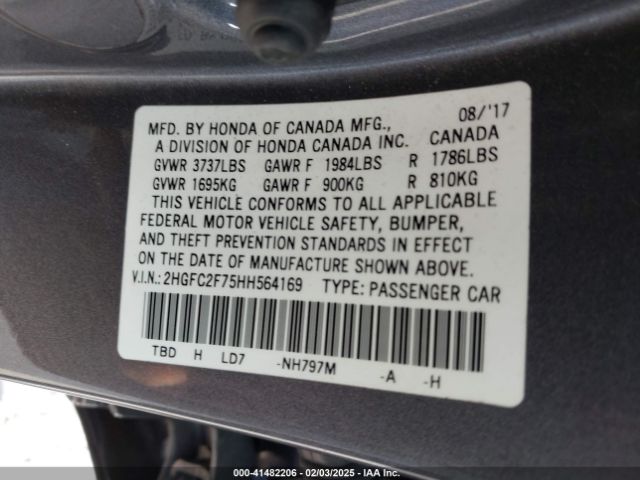 08/'17
MFD. BY HONDA OF CANADA MFG.,
A DIVISION OF HONDA CANADA INC. CANADA
GVWR 3737LBS GAWR F 1984LBS R 1786LBS
GVWR 1695KG GAWR F 900KG R 810KG
THIS VEHICLE CONFORMS TO ALL APPLICABLE
FEDERAL MOTOR VEHICLE SAFETY, BUMPER,
AND THEFT PREVENTION STANDARDS IN EFFECT
ON THE DATE OF MANUFACTURE SHOWN ABOVE.
V.I.N.: 2HGFC2F75HH564169 TYPE: PASSENGER CAR
TBD H LD7 -NH797M -A -H
000-41482206 - 02/03/2025 - IAA Inc.